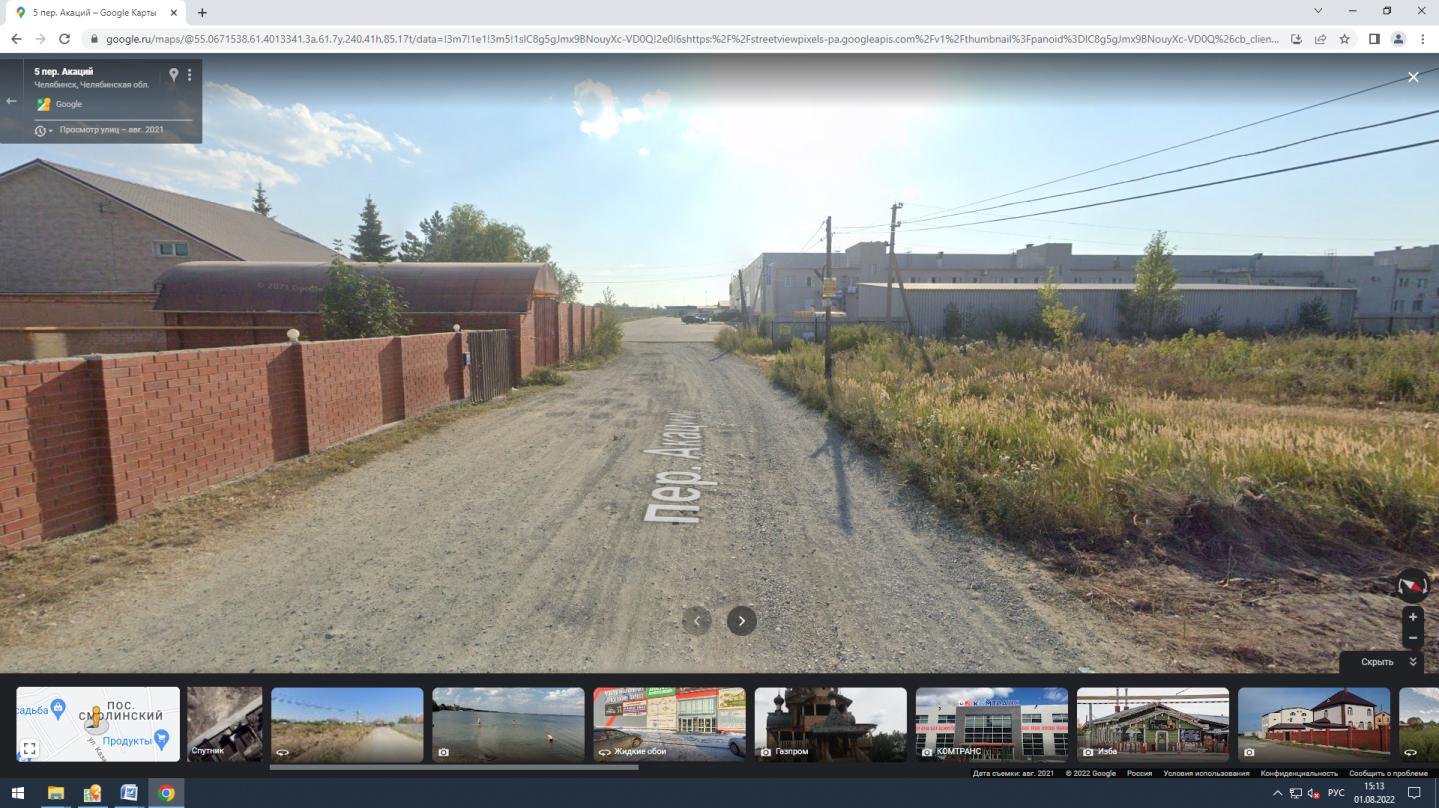 5 пер. Акаций – Google Карты
google.ru/maps/@55.0671538,61.4013341,3a,61.7y,240.41h,85.17t/data=!3m7!1e1!3m5!1slC8g5gJmx9BNouyXc-VD0Q!2e0!6shttps:%2F%2Fstreetviewpixels-pa.googleapis.com%2Fv1%2Fthumbnail%3Fpanoid%3DlC8g5gJmx9BNouyXc-VD0Q%26cb_clien...
5 пер. Акаций
Челябинск, Челябинская обл.
Google
Просмотр улиц – авг. 2021
Пер. Акаций
Скрыть
садьба
пос.
СМОЛИНСКИЙ
Продукты
Спутник
Жидкие обои
Газпром
КОМТРАНС
Изба
Дата съемки: авг. 2021 © 2022 Google Россия Условия использования Конфиденциальность Сообщить о проблеме
РУС
15:13
01.08.2022